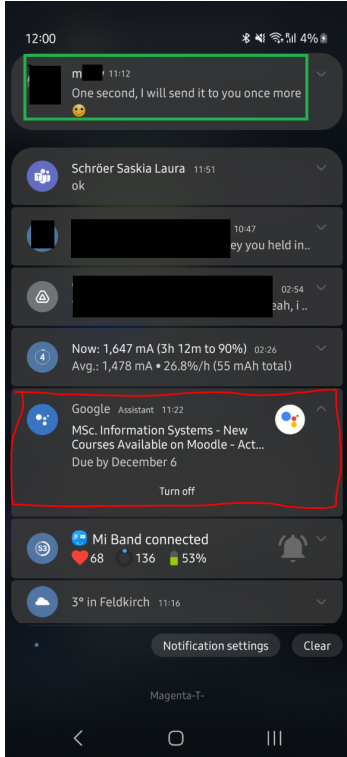 12:00 4%
m 11:12
One second, I will send it to you once more
Schröer Saskia Laura 11:51
ok
10:47
ey you held in..
02:54
eah, i ..
4
Now: 1,647 mA (3h 12m to 90%) 02:26
Avg.: 1,478 mA • 26.8%/h (55 mAh total)
Google Assistant 11:22
MSc. Information Systems - New
Courses Available on Moodle - Act...
Due by December 6
Turn off
53
Mi Band connected
68 136 53%
3° in Feldkirch 11:16
Notification settings Clear
Magenta-T-